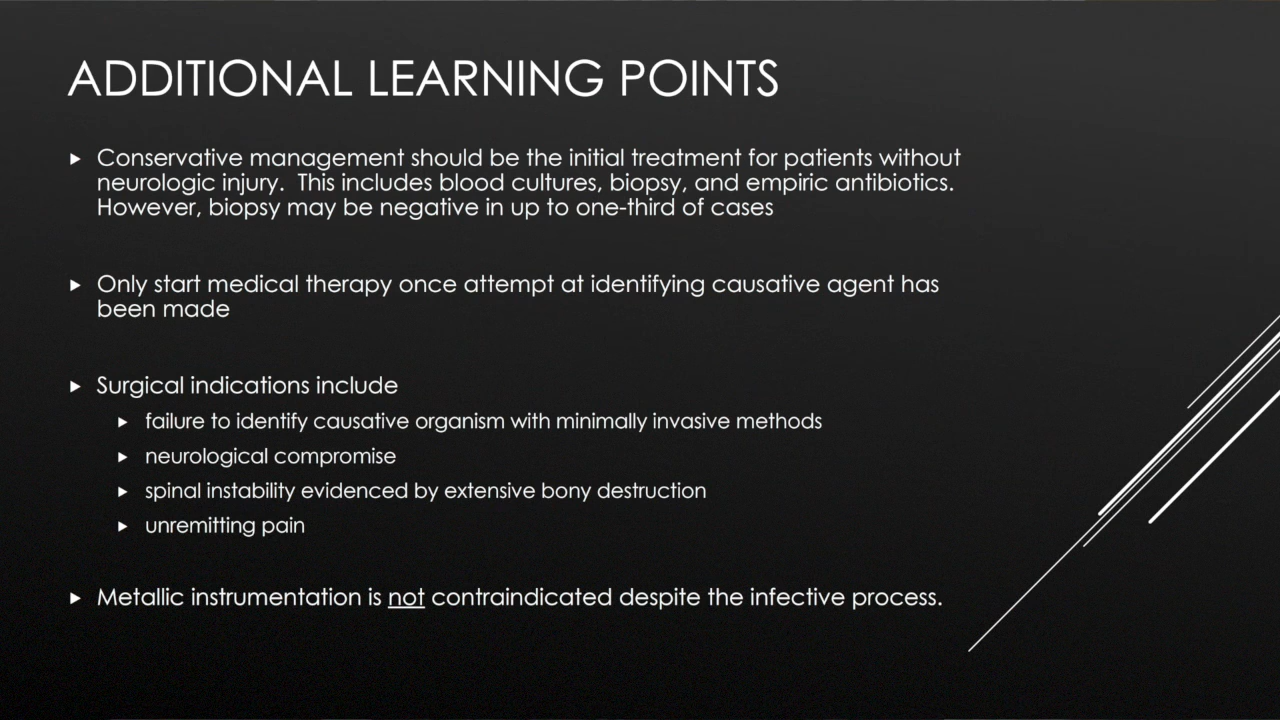 ADDITIONAL LEARNING POINTS
Conservative management should be the initial treatment for patients without
neurologic injury.  This includes blood cultures, biopsy, and empiric antibiotics.
However, biopsy may be negative in up to one-third of cases
Only start medical therapy once attempt at identifying causative agent has
been made
Surgical indications include
failure to identify causative organism with minimally invasive methods
neurological compromise
spinal instability evidenced by extensive bony destruction
unremitting pain
Metallic instrumentation is not contraindicated despite the infective process.